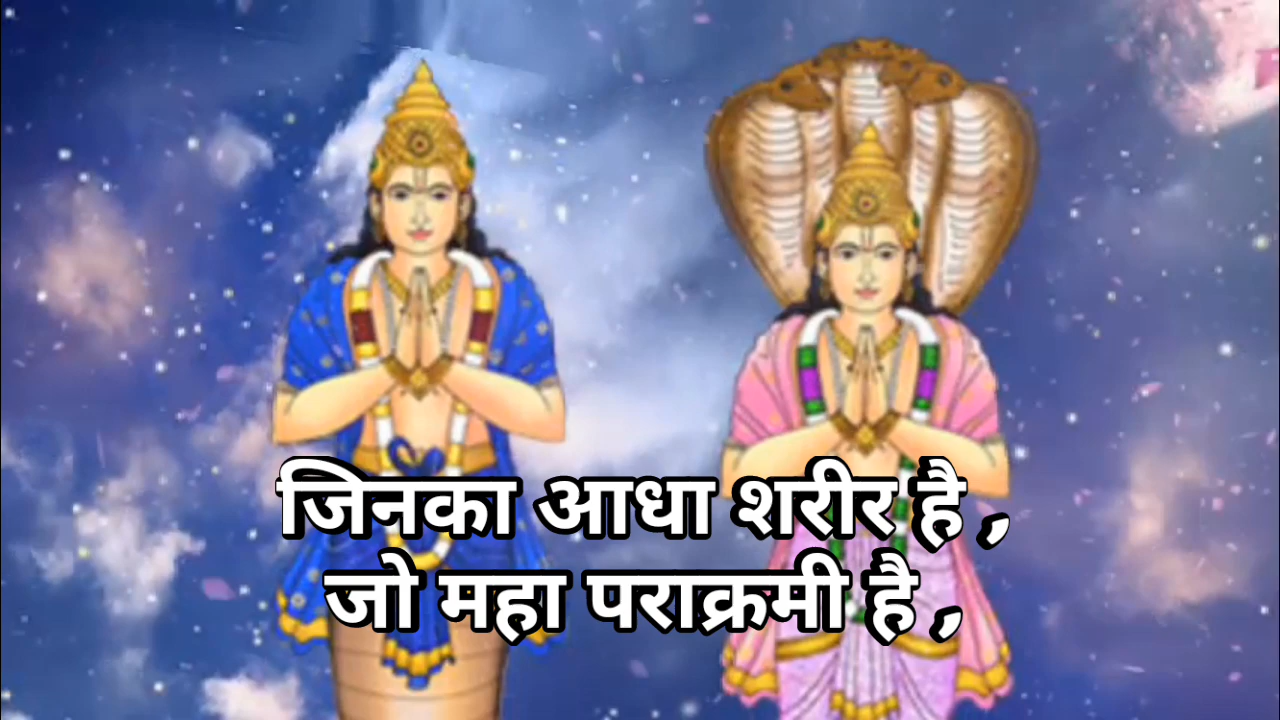 जिनका आधा शरीर है ,
जो महा पराक्रमी है ,